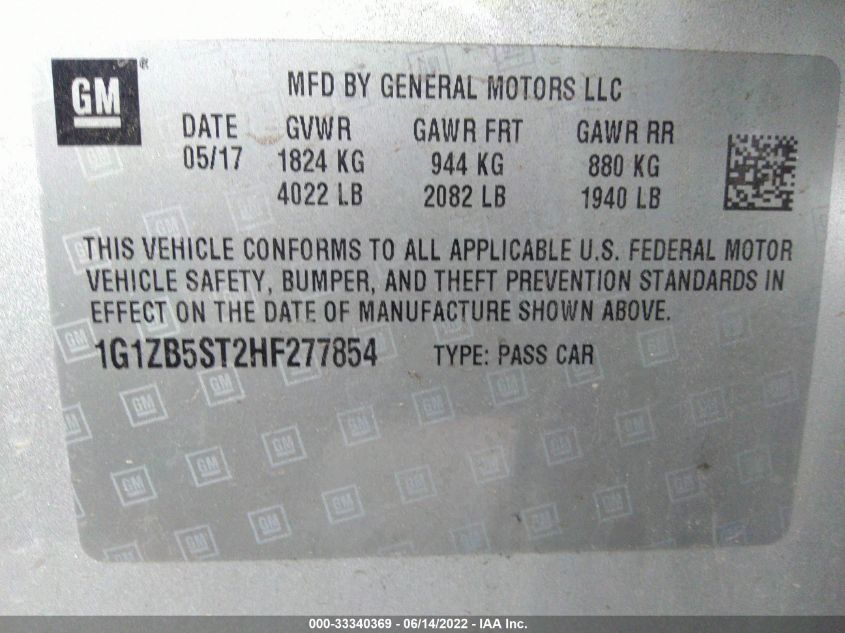 GM ®
MFD BY GENERAL MOTORS LLC
DATE GVWR GAWR FRT GAWR RR
05/17 1824 KG 944 KG 880 KG
4022 LB 2082 LB 1940 LB
THIS VEHICLE CONFORMS TO ALL APPLICABLE U.S. FEDERAL MOTOR
VEHICLE SAFETY, BUMPER, AND THEFT PREVENTION STANDARDS IN
EFFECT ON THE DATE OF MANUFACTURE SHOWN ABOVE.
1G1ZB5ST2HF277854 TYPE: PASS CAR
000-33340369 - 06/14/2022 - IAA Inc.